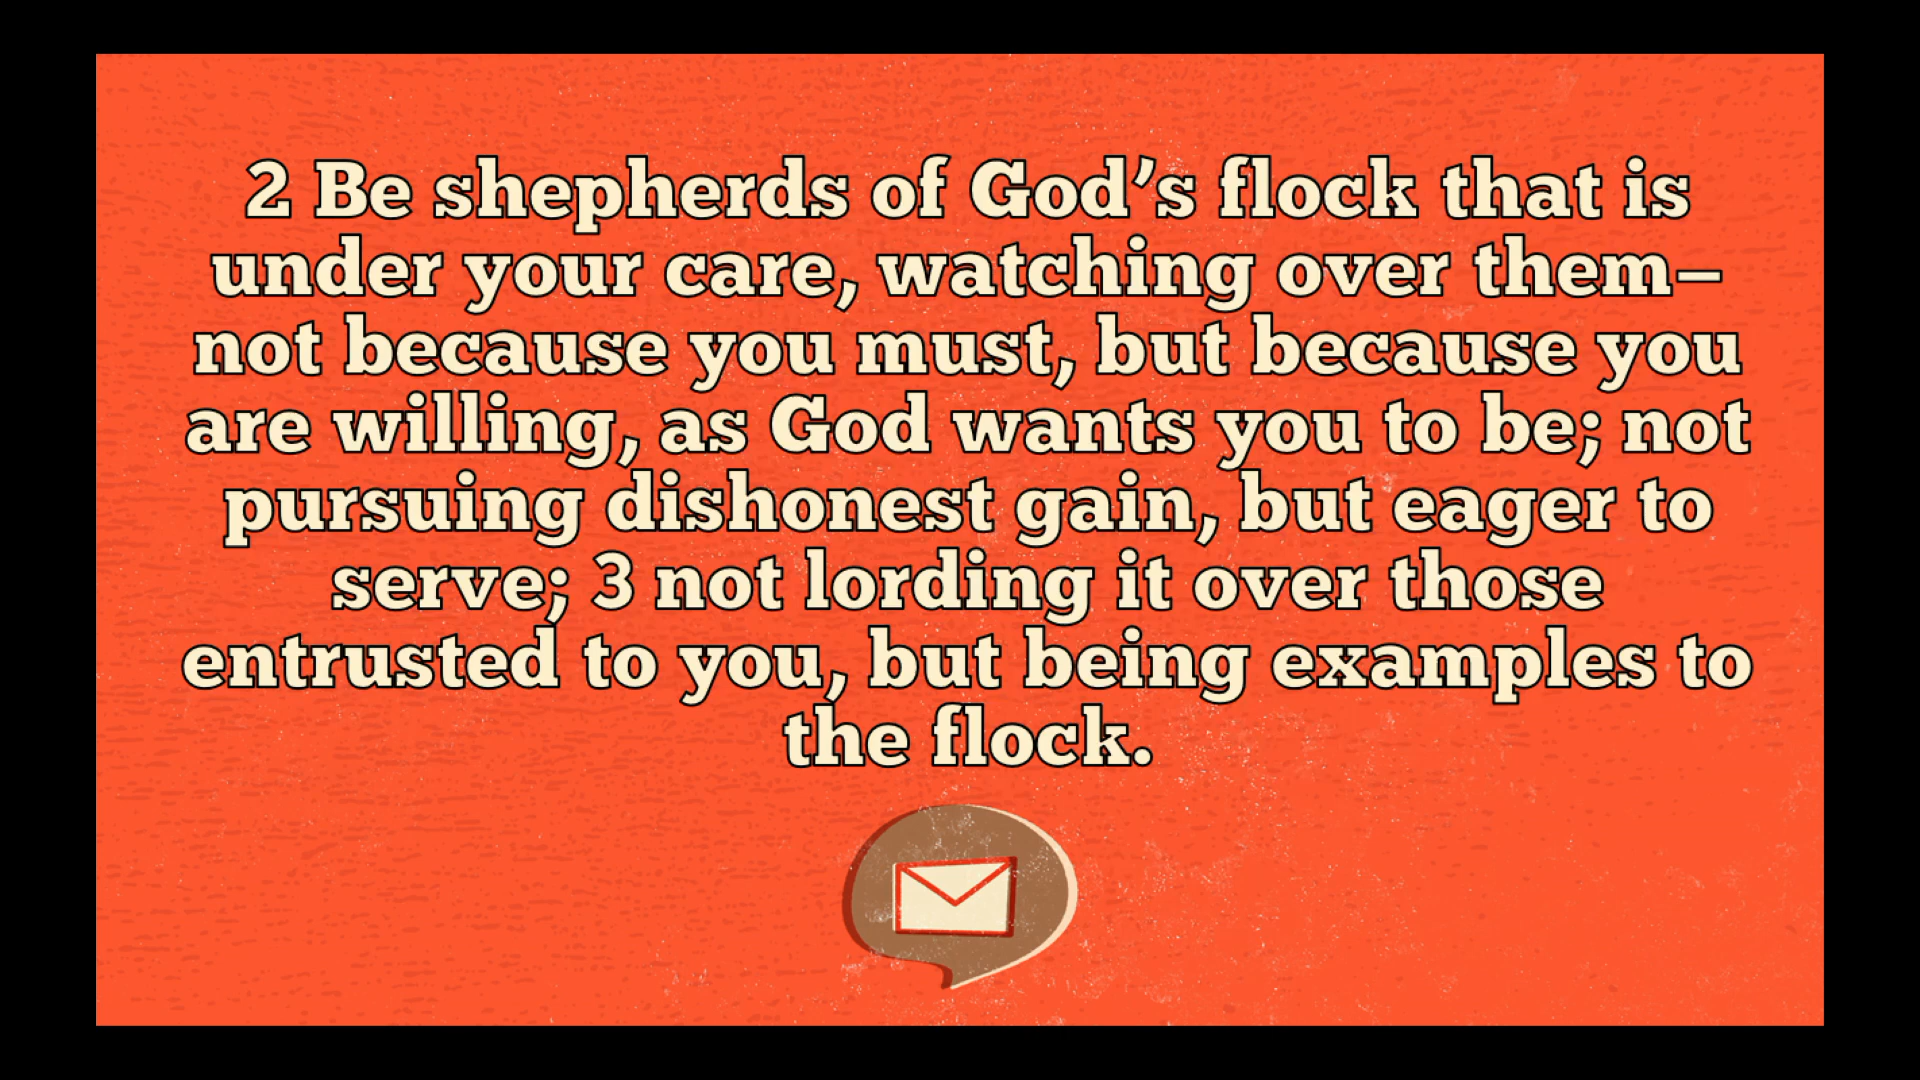 2 Be shepherds of God’s flock that is
under your care, watching over them–
not because you must, but because you
are willing, as God wants you to be; not
pursuing dishonest gain, but eager to
serve; 3 not lording it over those
entrusted to you, but being examples to
the flock.